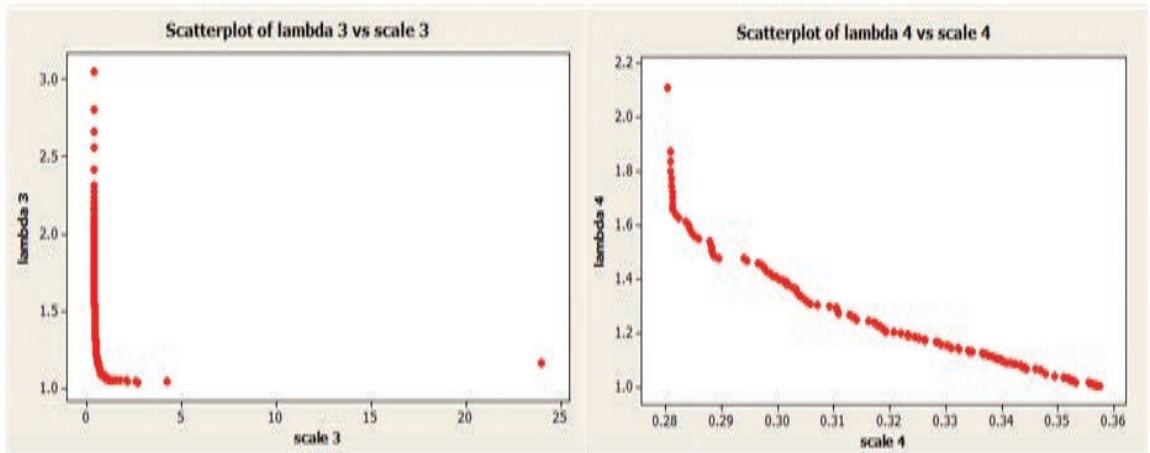 Scatterplot of lambda 3 vs scale 3
3.0
2.5
2.0
1.5
1.0
lambda 3
0 5 10 15 20 25
scale 3
Scatterplot of lambda 4 vs scale 4
2.2
2.0
1.8
1.6
1.4
1.2
1.0
lambda 4
0.28 0.29 0.30 0.31 0.32 0.33 0.34 0.35 0.36
scale 4